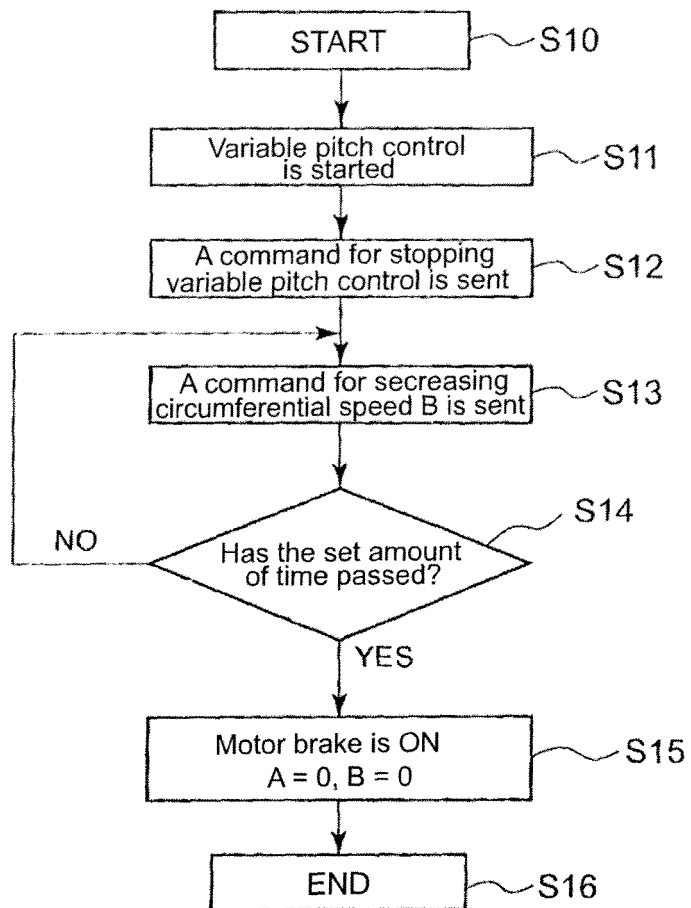 START
S10
Variable pitch control
is started
S11
A command for stopping
variable pitch control is sent
S12
A command for secreasing
circumferential speed B is sent
S13
S14
Has the set amount
of time passed?
NO
YES
Motor brake is ON
A = 0, B = 0
S15
END
S16